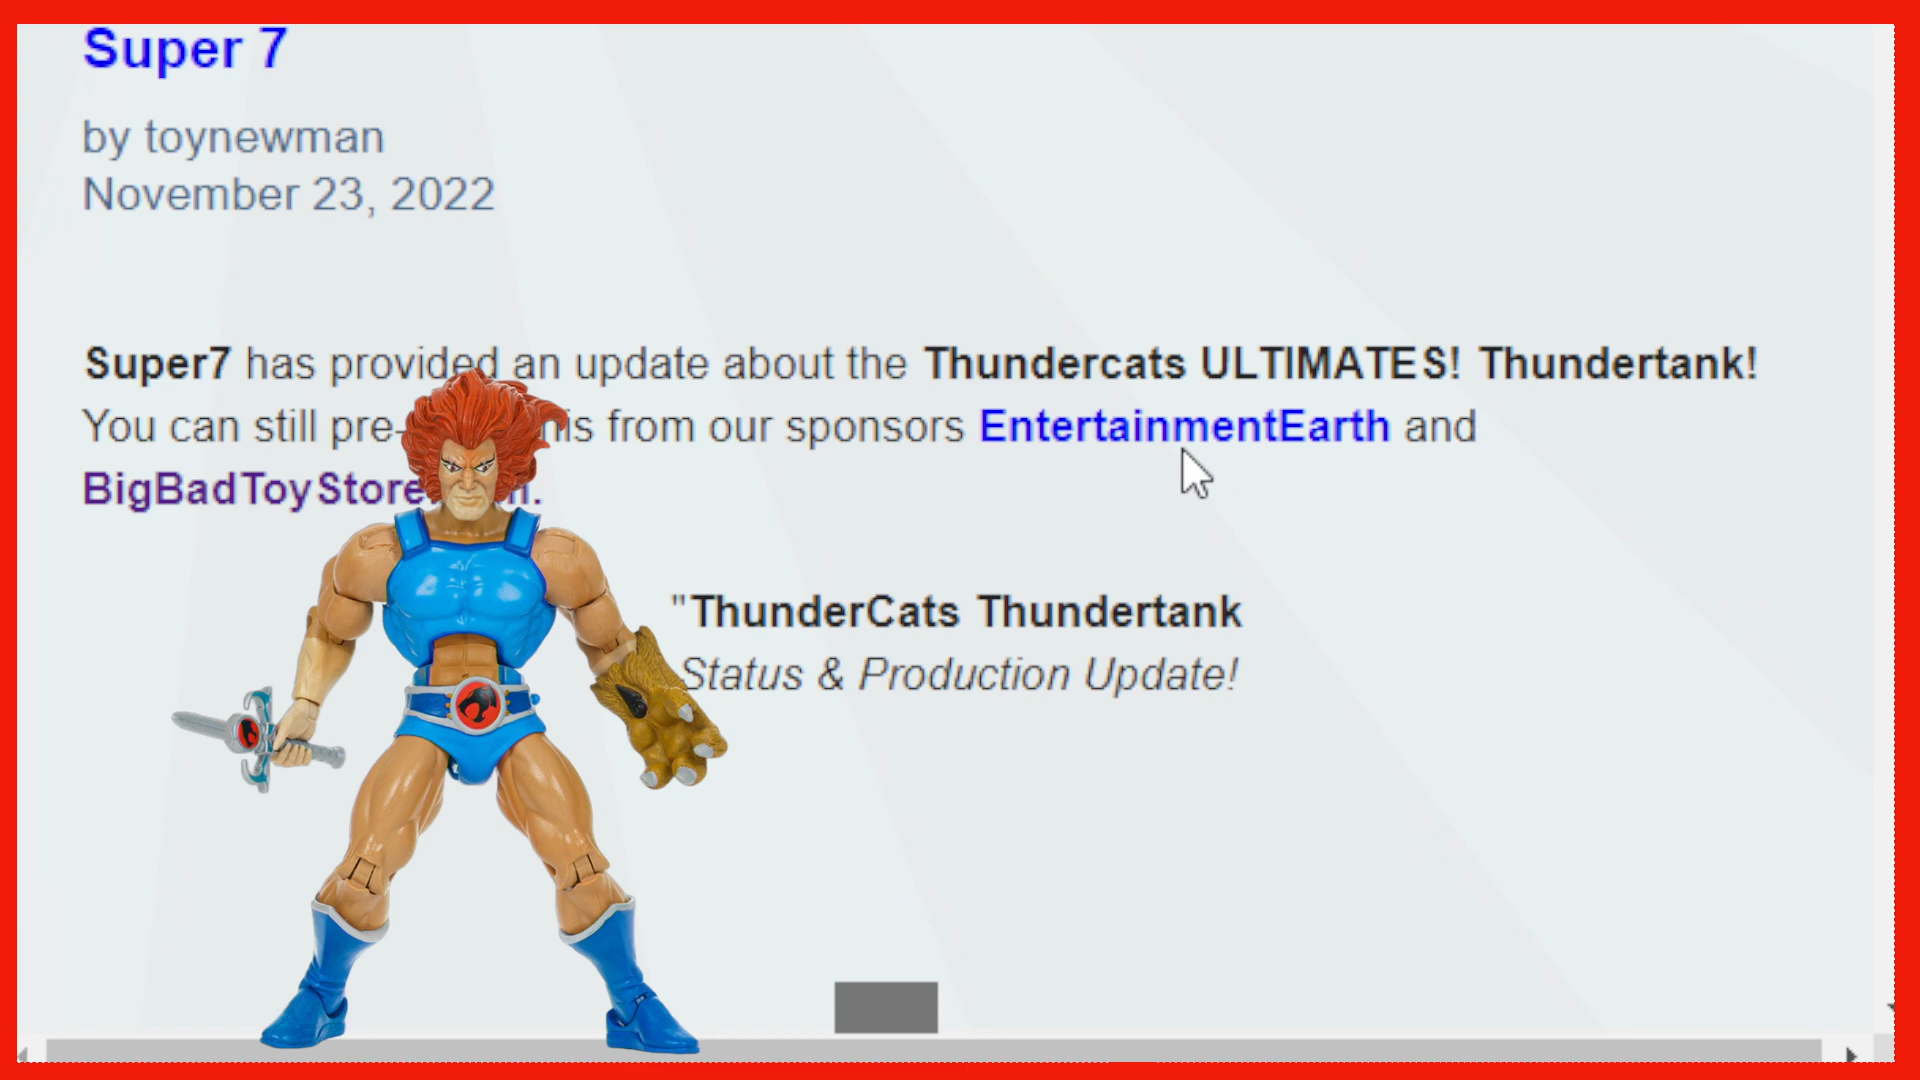 Super 7
by toynewman
November 23, 2022
Super7 has provided an update about the Thundercats ULTIMATES! Thundertank!
You can still pre- his from our sponsors EntertainmentEarth and
BigBadToyStore
"ThunderCats Thundertank
Status & Production Update!